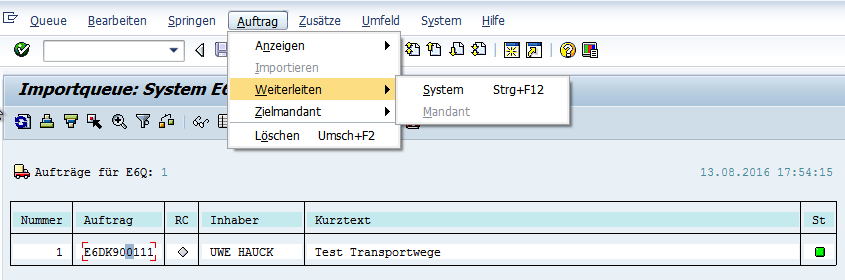 Queue Bearbeiten Springen Auftrag Zusätze Umfeld System Hilfe
Anzeigen
Importieren
Weiterleiten
Zielmandant
Löschen Umsch+F2
System Strg+F12
Mandant
Importqueue: System E6
Aufträge für E6Q: 1 13.08.2016 17:54:15
Nummer Auftrag RC Inhaber Kurztext St
1 E6DK900111 UWE HAUCK Test Transportwege